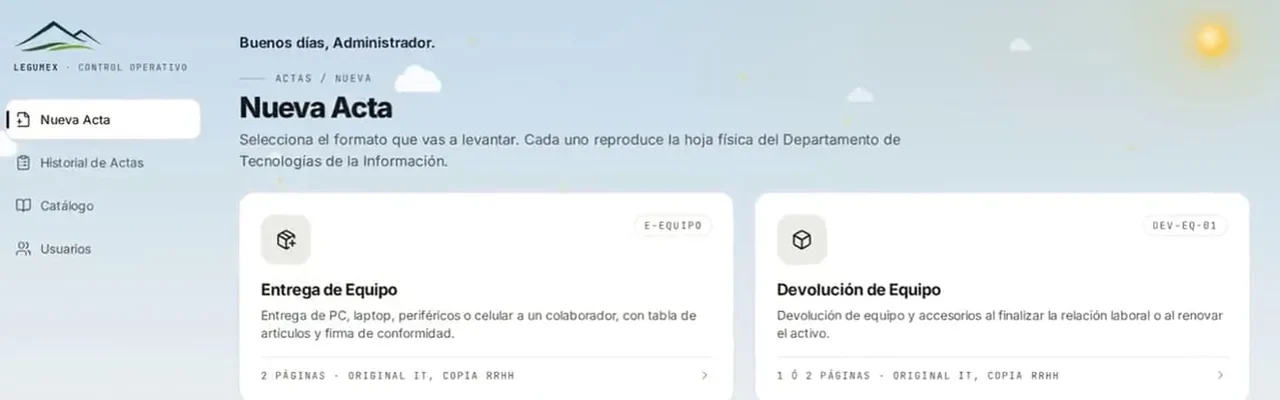 LEGUMEX · CONTROL OPERATIVO
Nueva Acta
Historial de Actas
Catálogo
Usuarios
Buenos días, Administrador.
ACTAS / NUEVA
Nueva Acta
Selecciona el formato que vas a levantar. Cada uno reproduce la hoja física del Departamento de
Tecnologías de la Información.
E-EQUIPO
Entrega de Equipo
Entrega de PC, laptop, periféricos o celular a un colaborador, con tabla de
artículos y firma de conformidad.
2 PÁGINAS · ORIGINAL IT, COPIA RRHH
DEV-EQ-01
Devolución de Equipo
Devolución de equipo y accesorios al finalizar la relación laboral o al renovar
el activo.
1 Ó 2 PÁGINAS · ORIGINAL IT, COPIA RRHH